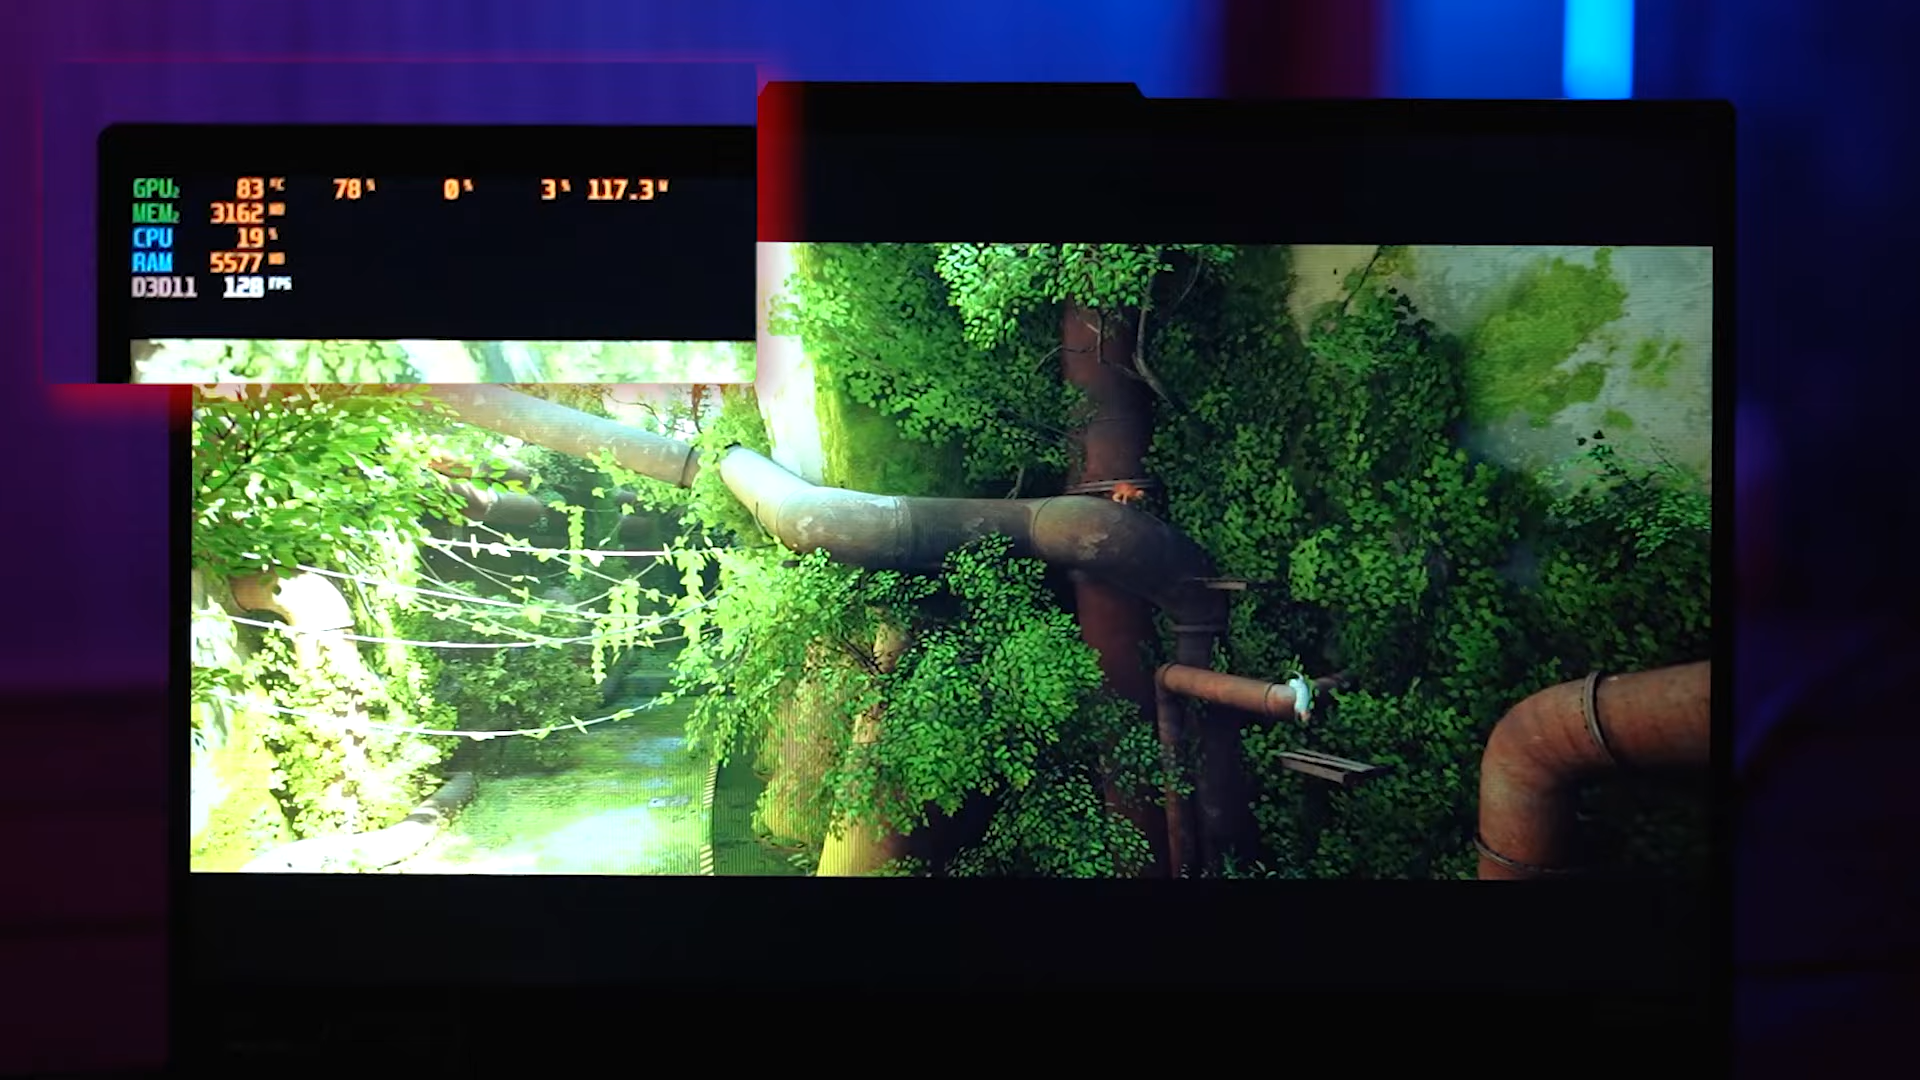 GPU2 83 °C 78 % 0 % 3 % 117.3 W
MEM2 3162 MB
CPU 19 %
RAM 5577 MB
D3D11 128 FPS